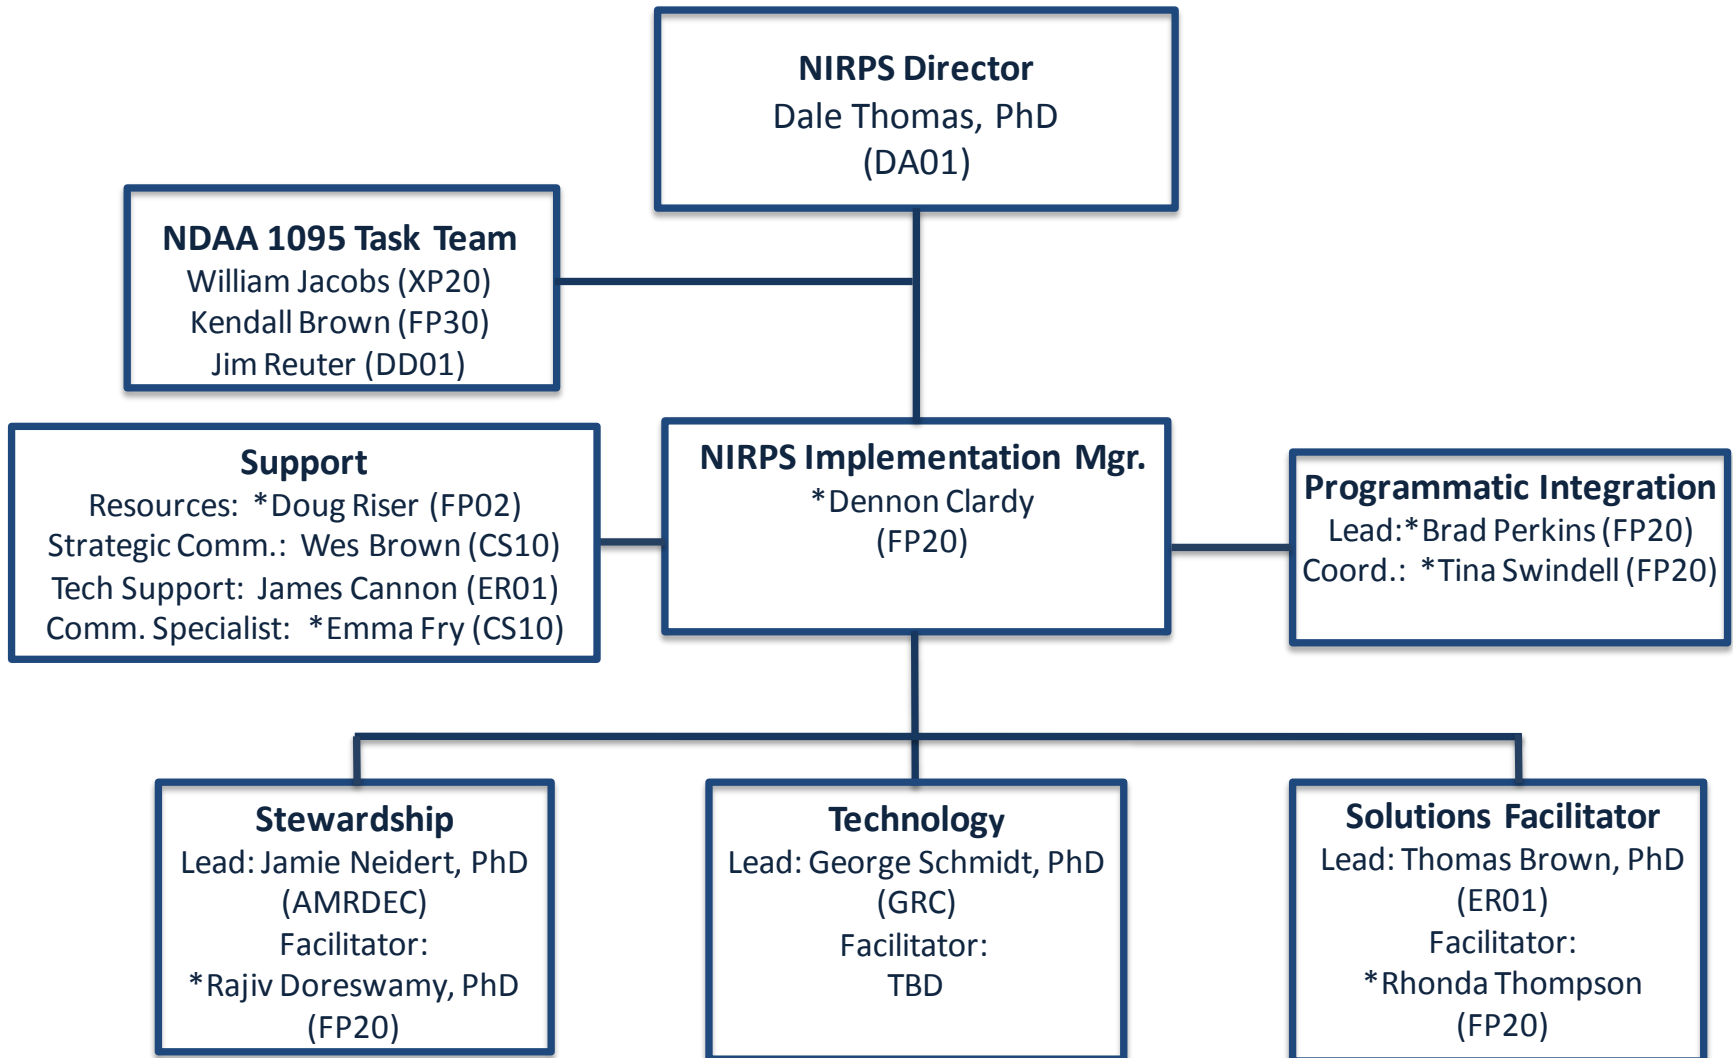 NIRPS Director
Dale Thomas, PhD
(DA01)
NDAA 1095 Task Team
William Jacobs (XP20)
Kendall Brown (FP30)
Jim Reuter (DD01)
Support
Resources: *Doug Riser (FP02)
Strategic Comm.: Wes Brown (CS10)
Tech Support: James Cannon (ER01)
Comm. Specialist: *Emma Fry (CS10)
NIRPS Implementation Mgr.
*Dennon Clardy
(FP20)
Programmatic Integration
Lead:*Brad Perkins (FP20)
Coord.: *Tina Swindell (FP20)
Stewardship
Lead: Jamie Neidert, PhD
(AMRDEC)
Facilitator:
*Rajiv Doreswamy, PhD
(FP20)
Technology
Lead: George Schmidt, PhD
(GRC)
Facilitator:
TBD
Solutions Facilitator
Lead: Thomas Brown, PhD
(ER01)
Facilitator:
*Rhonda Thompson
(FP20)